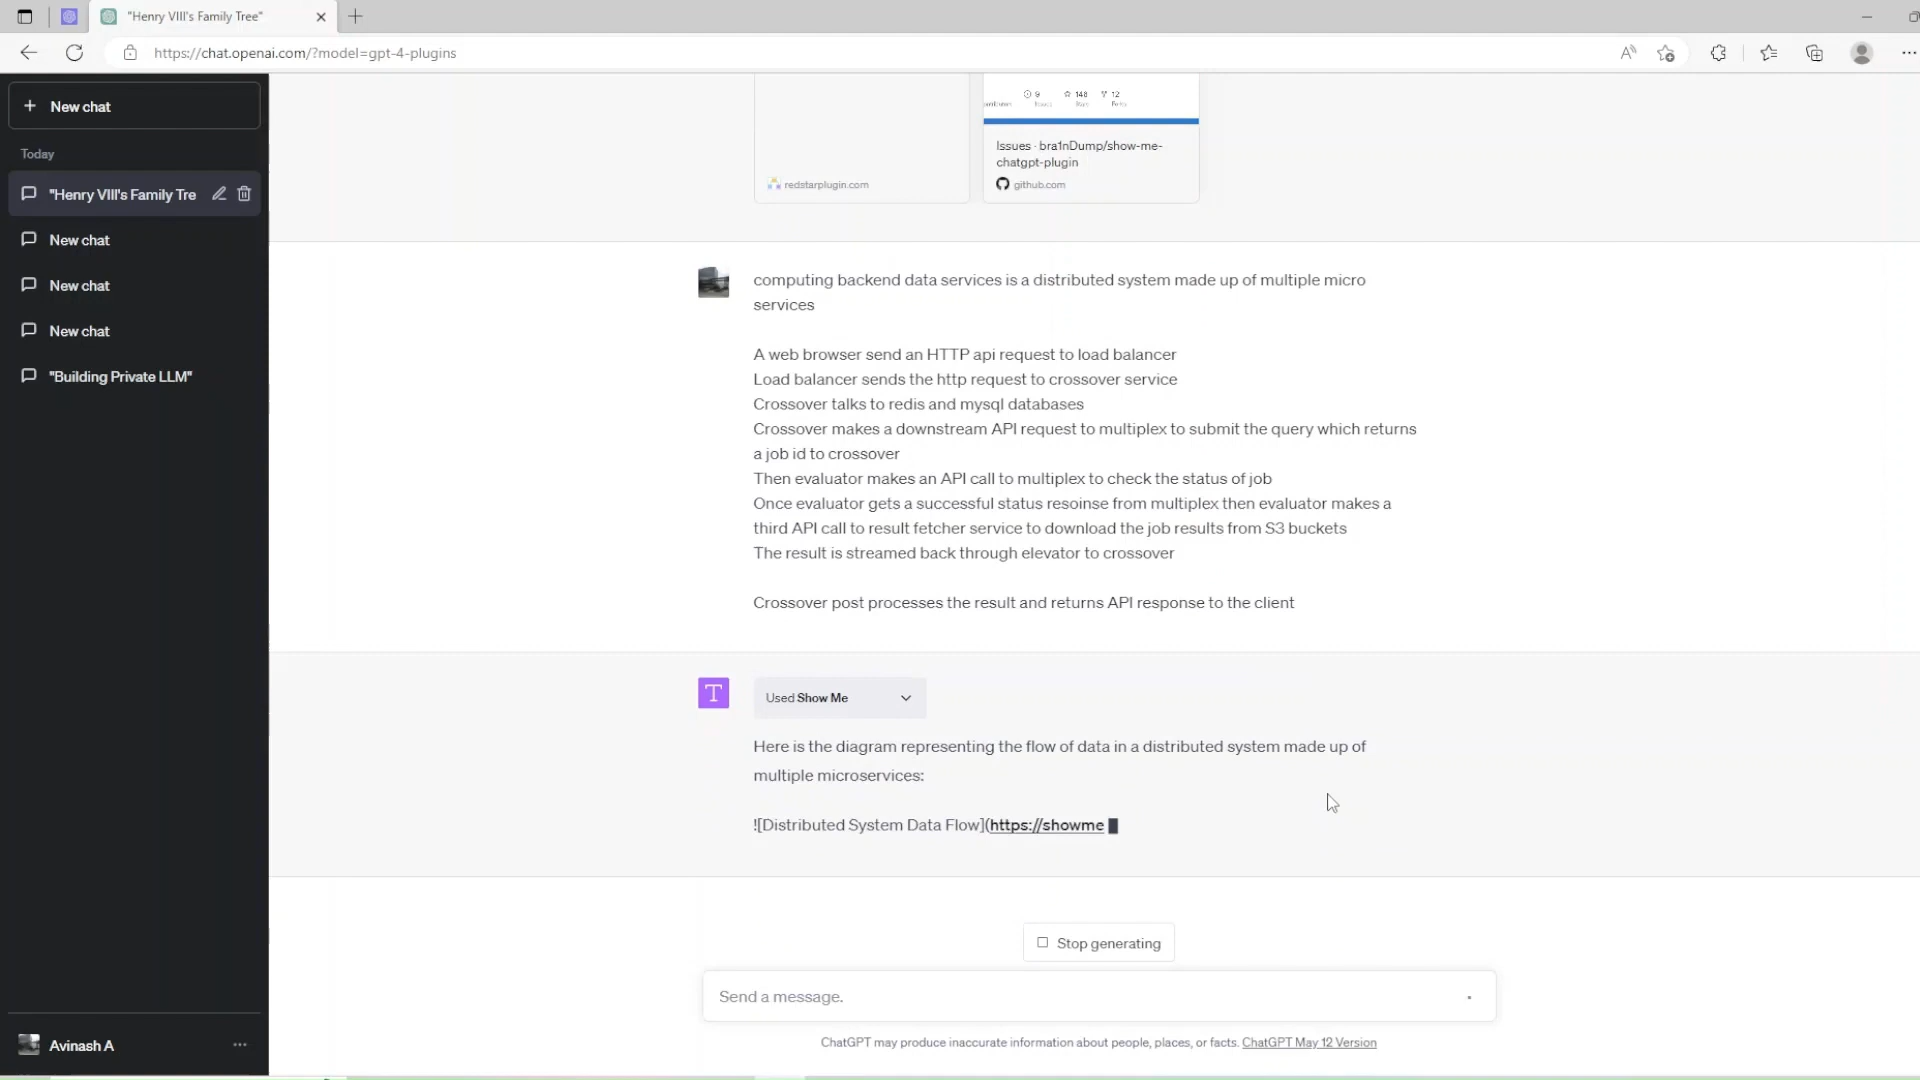 "Henry VIII's Family Tree"
https://chat.openai.com/?model=gpt-4-plugins
New chat
Today
"Henry VIII's Family Tre
New chat
New chat
New chat
"Building Private LLM"
9
148
12
Issues · bra1nDump/show-me-
chatgpt-plugin
redstarplugin.com
github.com
computing backend data services is a distributed system made up of multiple micro
services
A web browser send an HTTP api request to load balancer
Load balancer sends the http request to crossover service
Crossover talks to redis and mysql databases
Crossover makes a downstream API request to multiplex to submit the query which returns
a job id to crossover
Then evaluator makes an API call to multiplex to check the status of job
Once evaluator gets a successful status resoinse from multiplex then evaluator makes a
third API call to result fetcher service to download the job results from S3 buckets
The result is streamed back through elevator to crossover
Crossover post processes the result and returns API response to the client
T
Used Show Me
Here is the diagram representing the flow of data in a distributed system made up of
multiple microservices:
![Distributed System Data Flow](https://showme
Stop generating
Send a message.
ChatGPT may produce inaccurate information about people, places, or facts. ChatGPT May 12 Version
Avinash A